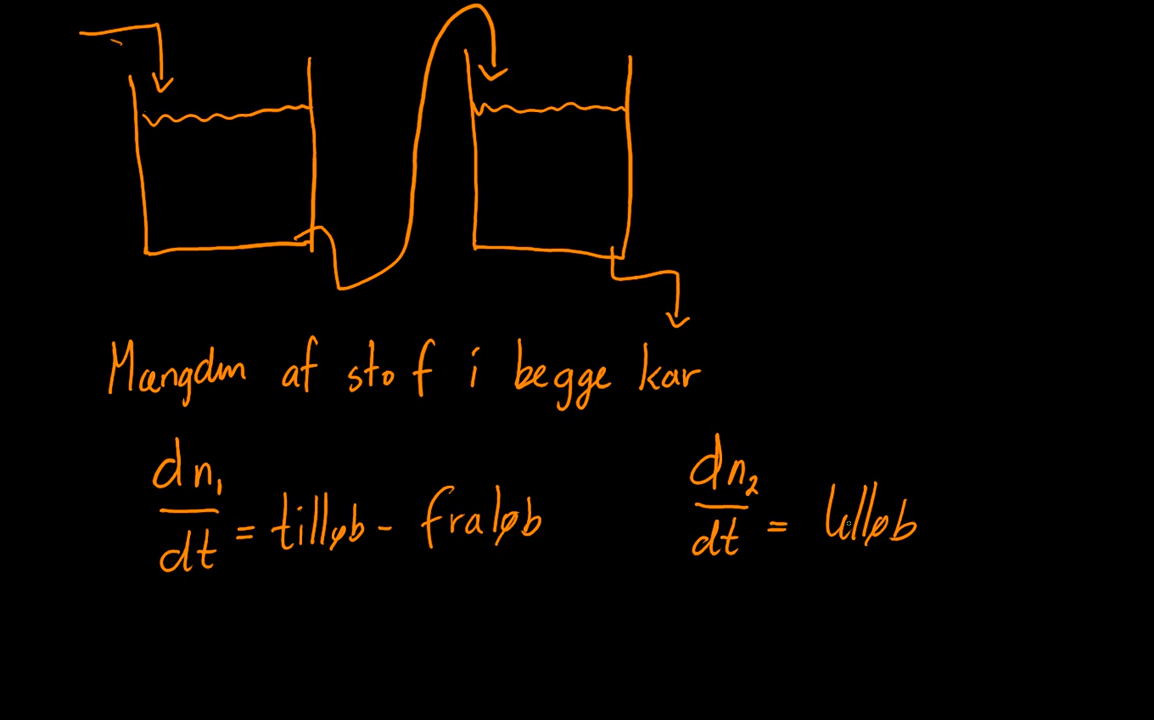 Mængden af stof i begge kar
dn₁/dt = tilløb - fraløb
dn₂/dt = tilløb